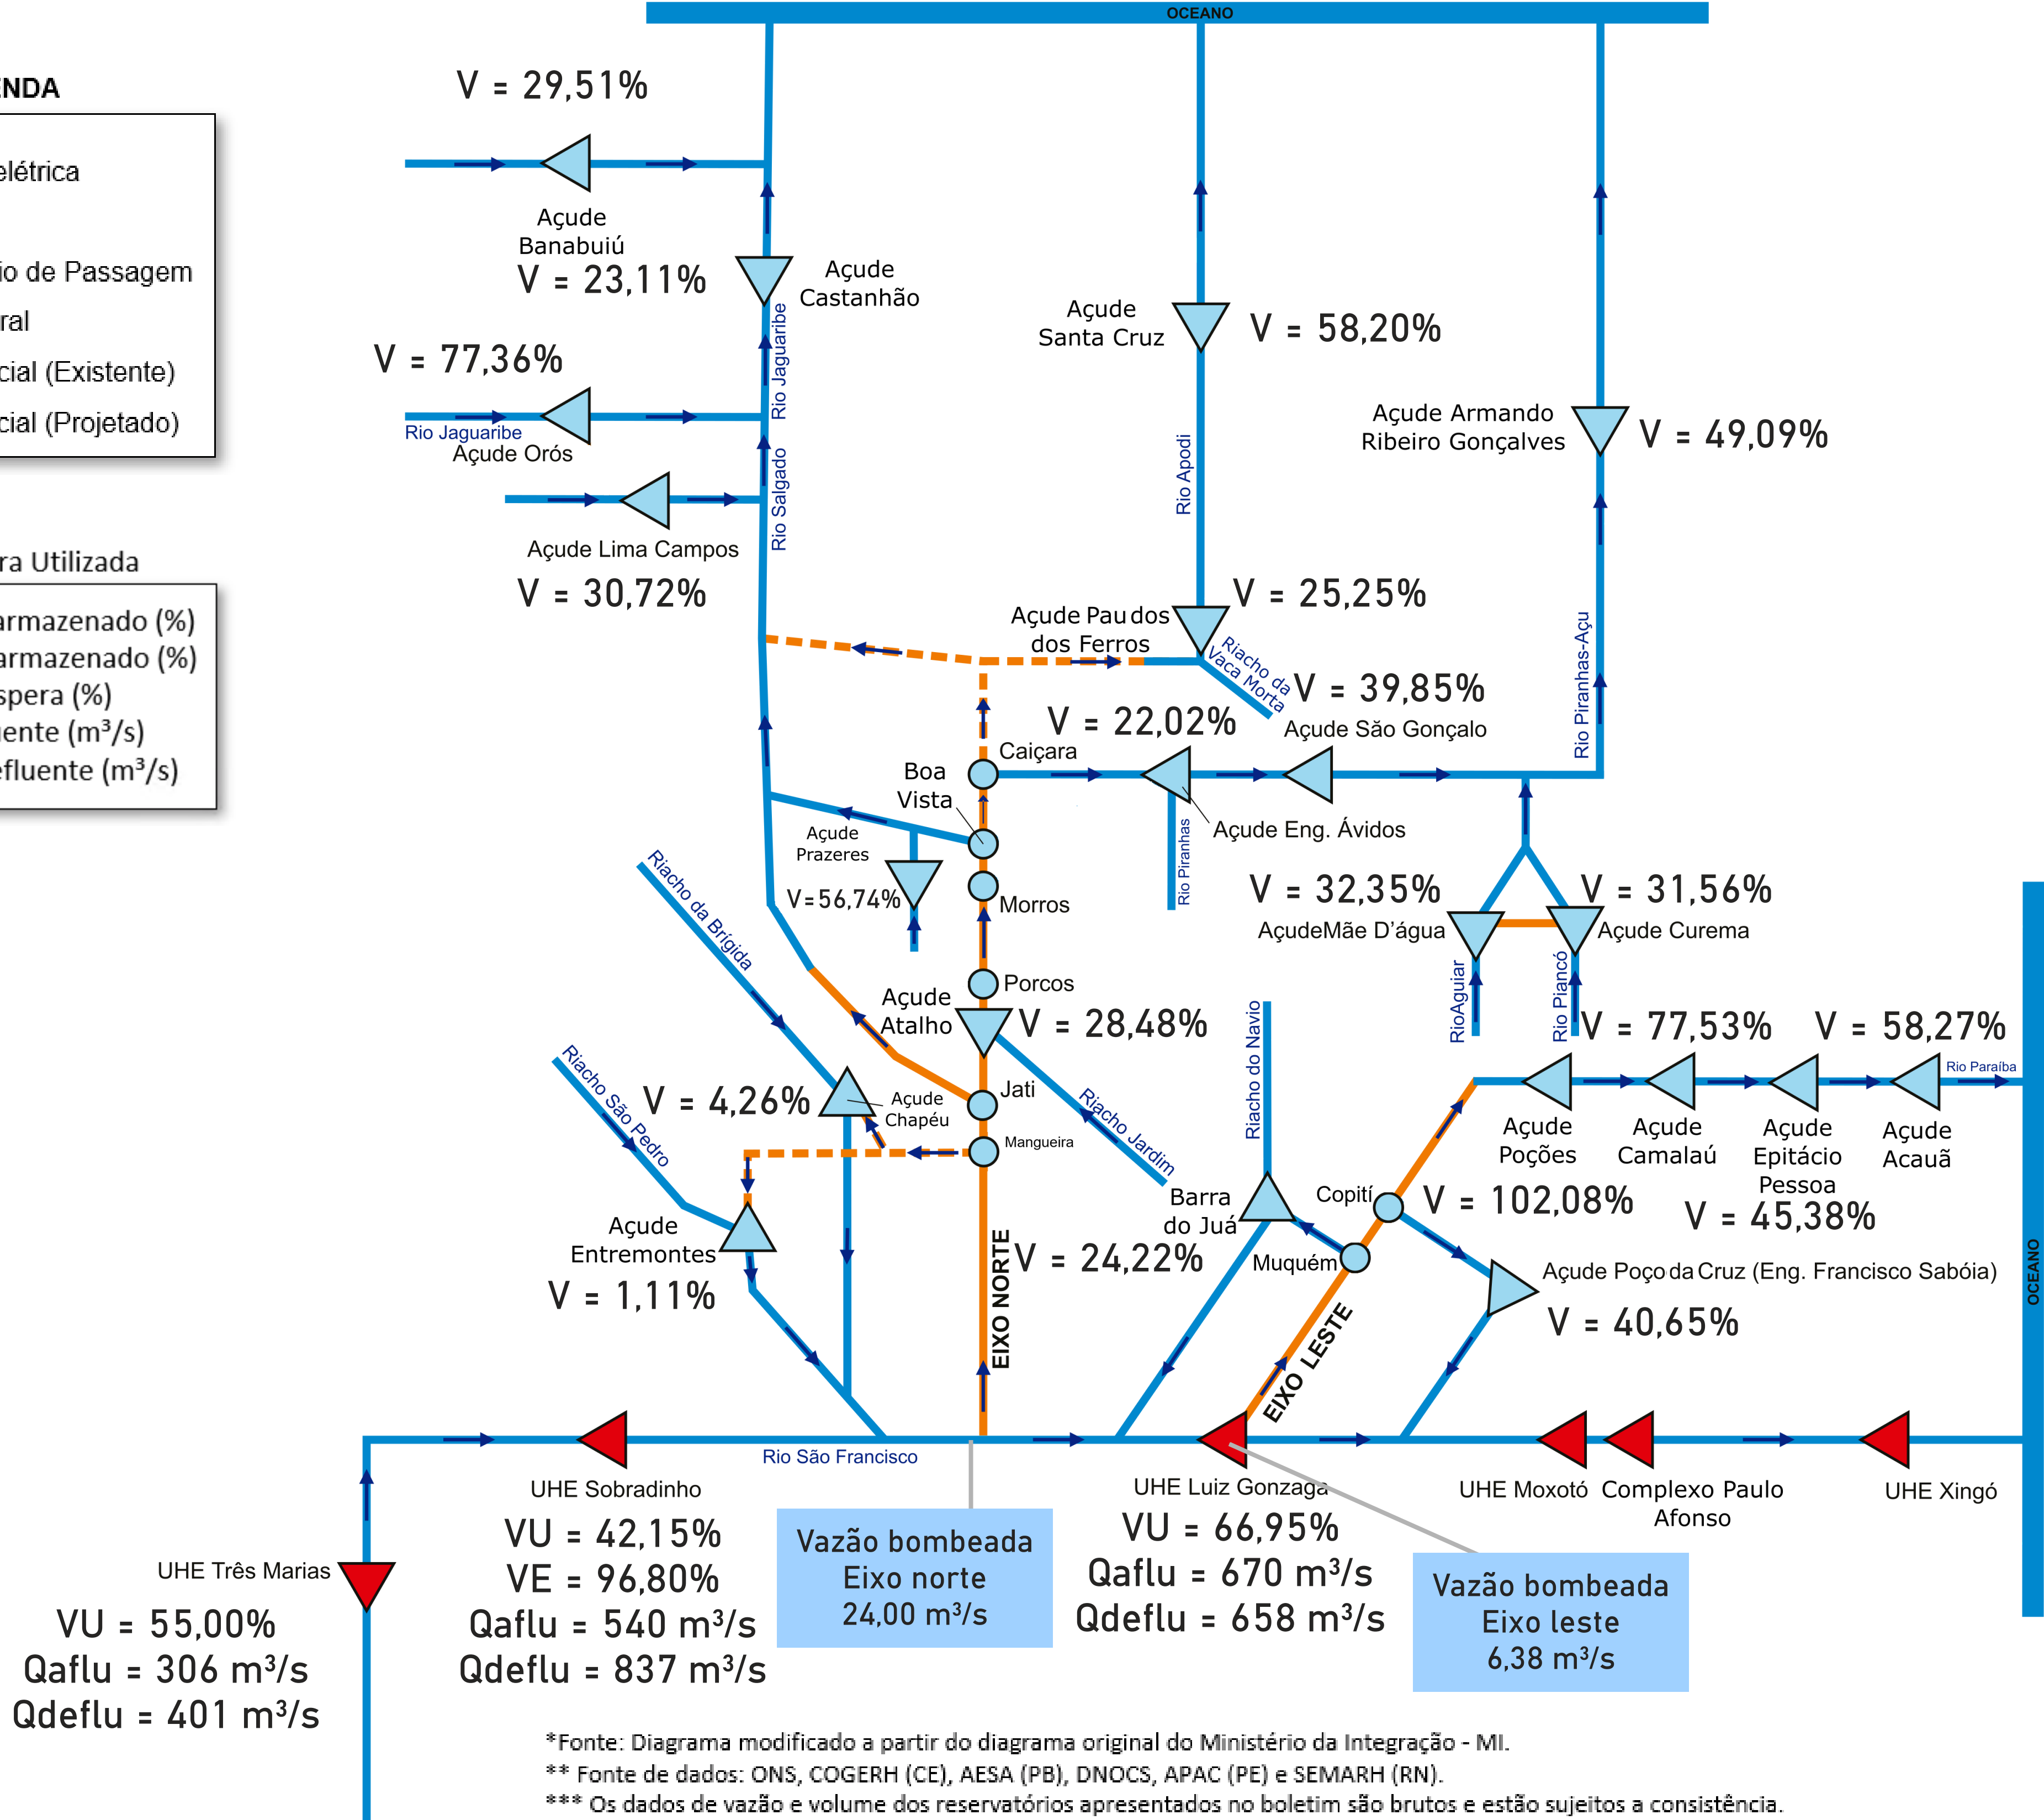 OCEANO
V = 29,51%
ENDA
elétrica
io de Passagem
ral
cial (Existente)
cial (Projetado)
Açude
Banabuiú
V = 23,11%
Açude
Castanhão
Rio Jaguaribe
Açude
Santa Cruz
V = 58,20%
V = 77,36%
Rio Jaguaribe
Açude Orós
Açude Armando
Ribeiro Gonçalves
V = 49,09%
Rio Salgado
Rio Apodi
Açude Lima Campos
V = 30,72%
ra Utilizada
armazenado (%)
armazenado (%)
spera (%)
uente (m³/s)
efluente (m³/s)
Açude Pau dos
dos Ferros
V = 25,25%
Riacho da
Vaca Morta
Rio Piranhas-Açu
V = 39,85%
Açude São Gonçalo
V = 22,02%
Caiçara
Boa
Vista
Açude Eng. Ávidos
Rio Piranhas
Açude
Prazeres
V= 56,74%
Morros
Riacho da Brígida
V = 32,35%
AçudeMãe D'água
V = 31,56%
Açude Curema
RioAguiar
Rio Piancó
Porcos
Açude
Atalho
V = 28,48%
Riacho do Navio
V = 77,53%
V = 58,27%
Rio Paraíba
Riacho São Pedro
V = 4,26%
Açude
Chapéu
Jati
Mangueira
Riacho Jardim
Açude
Poções
Açude
Camalaú
Açude
Epitácio
Pessoa
Açude
Acauã
V = 102,08%
V = 45,38%
Barra
do Juá
Copití
Muquém
V = 24,22%
Açude
Entremontes
V = 1,11%
EIXO NORTE
EIXO LESTE
Açude Poço da Cruz (Eng. Francisco Sabóia)
V = 40,65%
OCEANO
Rio São Francisco
UHE Sobradinho
VU = 42,15%
VE = 96,80%
Qaflu = 540 m³/s
Qdeflu = 837 m³/s
Vazão bombeada
Eixo norte
24,00 m³/s
UHE Luiz Gonzaga
VU = 66,95%
Qaflu = 670 m³/s
Qdeflu = 658 m³/s
Vazão bombeada
Eixo leste
6,38 m³/s
UHE Moxotó
Complexo Paulo
Afonso
UHE Xingó
UHE Três Marias
VU = 55,00%
Qaflu = 306 m³/s
Qdeflu = 401 m³/s
*Fonte: Diagrama modificado a partir do diagrama original do Ministério da Integração - MI.
** Fonte de dados: ONS, COGERH (CE), AESA (PB), DNOCS, APAC (PE) e SEMARH (RN).
*** Os dados de vazão e volume dos reservatórios apresentados no boletim são brutos e estão sujeitos a consistência.